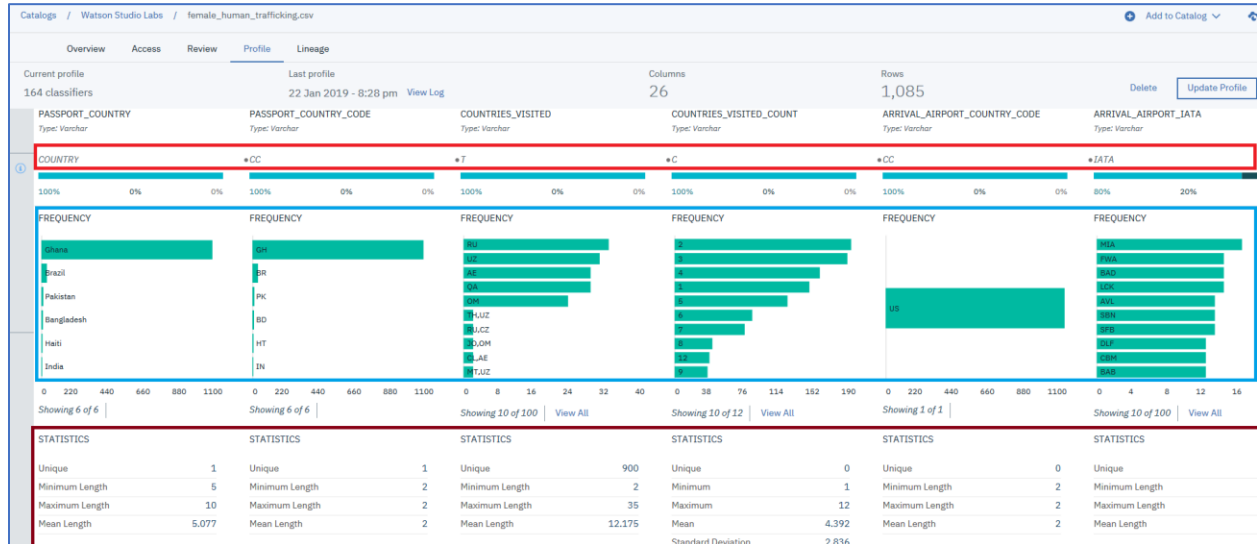 Catalogs / Watson Studio Labs / female_human_trafficking.csv Add to Catalog
Overview Access Review Profile Lineage
Current profile Last profile Columns Rows
164 classifiers 22 Jan 2019 - 8:28 pm View Log 26 1,085 Delete Update Profile
PASSPORT_COUNTRY PASSPORT_COUNTRY_CODE COUNTRIES_VISITED COUNTRIES_VISITED_COUNT ARRIVAL_AIRPORT_COUNTRY_CODE ARRIVAL_AIRPORT_IATA
Type: Varchar Type: Varchar Type: Varchar Type: Varchar Type: Varchar Type: Varchar
COUNTRY CC T C CC IATA
100% 0% 0% 100% 0% 0% 100% 0% 0% 100% 0% 0% 100% 0% 0% 80% 20%
FREQUENCY FREQUENCY FREQUENCY FREQUENCY FREQUENCY FREQUENCY
Ghana
Brazil
Pakistan
Bangladesh
Haiti
India
0 220 440 660 880 1100
Showing 6 of 6
GH
BR
PK
BD
HT
IN
0 220 440 660 880 1100
Showing 6 of 6
RU
UZ
AE
QA
OM
TH,UZ
RU,CZ
JO,OM
CL,AE
MT,UZ
0 8 16 24 32 40
Showing 10 of 100 View All
2
3
4
1
5
6
7
8
12
9
0 38 76 114 152 190
Showing 10 of 12 View All
US
0 220 440 660 880 1100
Showing 1 of 1
MIA
FWA
BAD
LCK
AVL
SBN
SFB
DLF
CBM
BAB
0 4 8 12 16
Showing 10 of 100 View All
STATISTICS STATISTICS STATISTICS STATISTICS STATISTICS STATISTICS
Unique 1 Unique 1 Unique 900 Unique 0 Unique 0 Unique
Minimum Length 5 Minimum Length 2 Minimum Length 2 Minimum 1 Minimum Length 2 Minimum Length
Maximum Length 10 Maximum Length 2 Maximum Length 35 Maximum 12 Maximum Length 2 Maximum Length
Mean Length 5.077 Mean Length 2 Mean Length 12.175 Mean 4.392 Mean Length 2 Mean Length
Standard Deviation 2.836